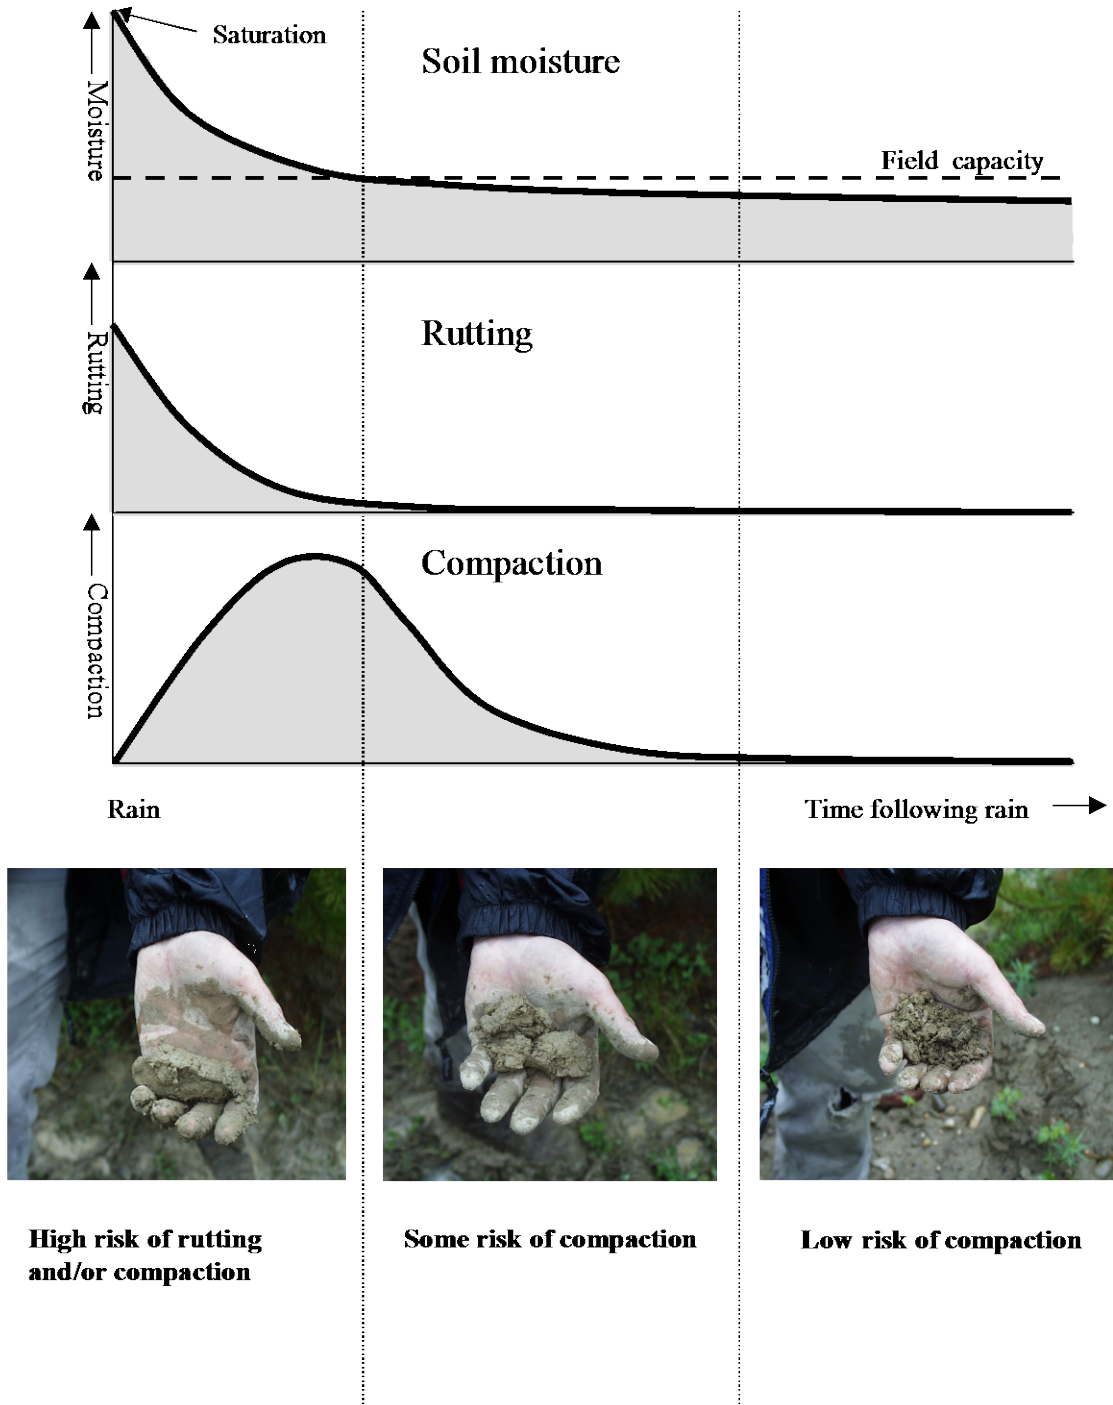 Saturation
Soil moisture
Moisture
Field capacity
Rutting
Rutting
Compaction
Compaction
Rain
Time following rain
High risk of rutting
and/or compaction
Some risk of compaction
Low risk of compaction